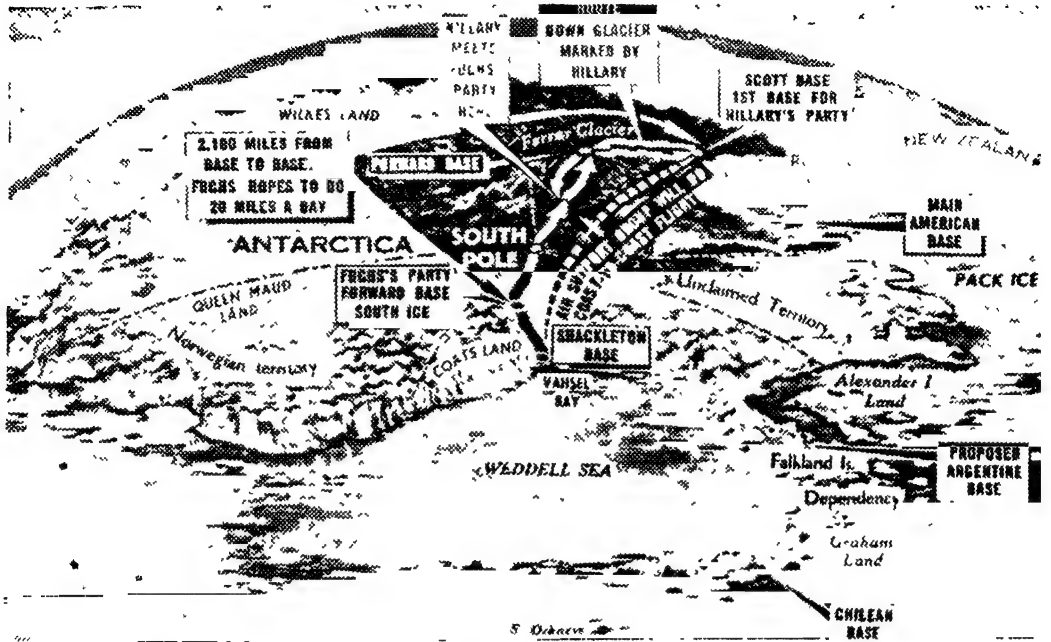 HILLARY
MEETS
FUCHS
PARTY
DOWN GLACIER
MARKED BY
HILLARY
SCOTT BASE
1ST BASE FOR
HILLARY'S PARTY
WILKES LAND
Ferrar Glacier
NEW ZEALAND
2,100 MILES FROM
BASE TO BASE.
FUCHS HOPES TO DO
20 MILES A DAY
BASE
MAIN
AMERICAN
BASE
ANTARCTICA
SOUTH
POLE
PACK ICE
FUCHS'S PARTY
FORWARD BASE
SOUTH ICE
QUEEN MAUD
LAND
Norwegian territory
Unclaimed Territory
COATS LAND
SHACKLETON
BASE
VAHSEL
BAY
Alexander I
Land
WEDDELL SEA
Falkland Is.
Dependency
PROPOSED
ARGENTINE
BASE
Graham
Land
CHILEAN
BASE
S Orkneys